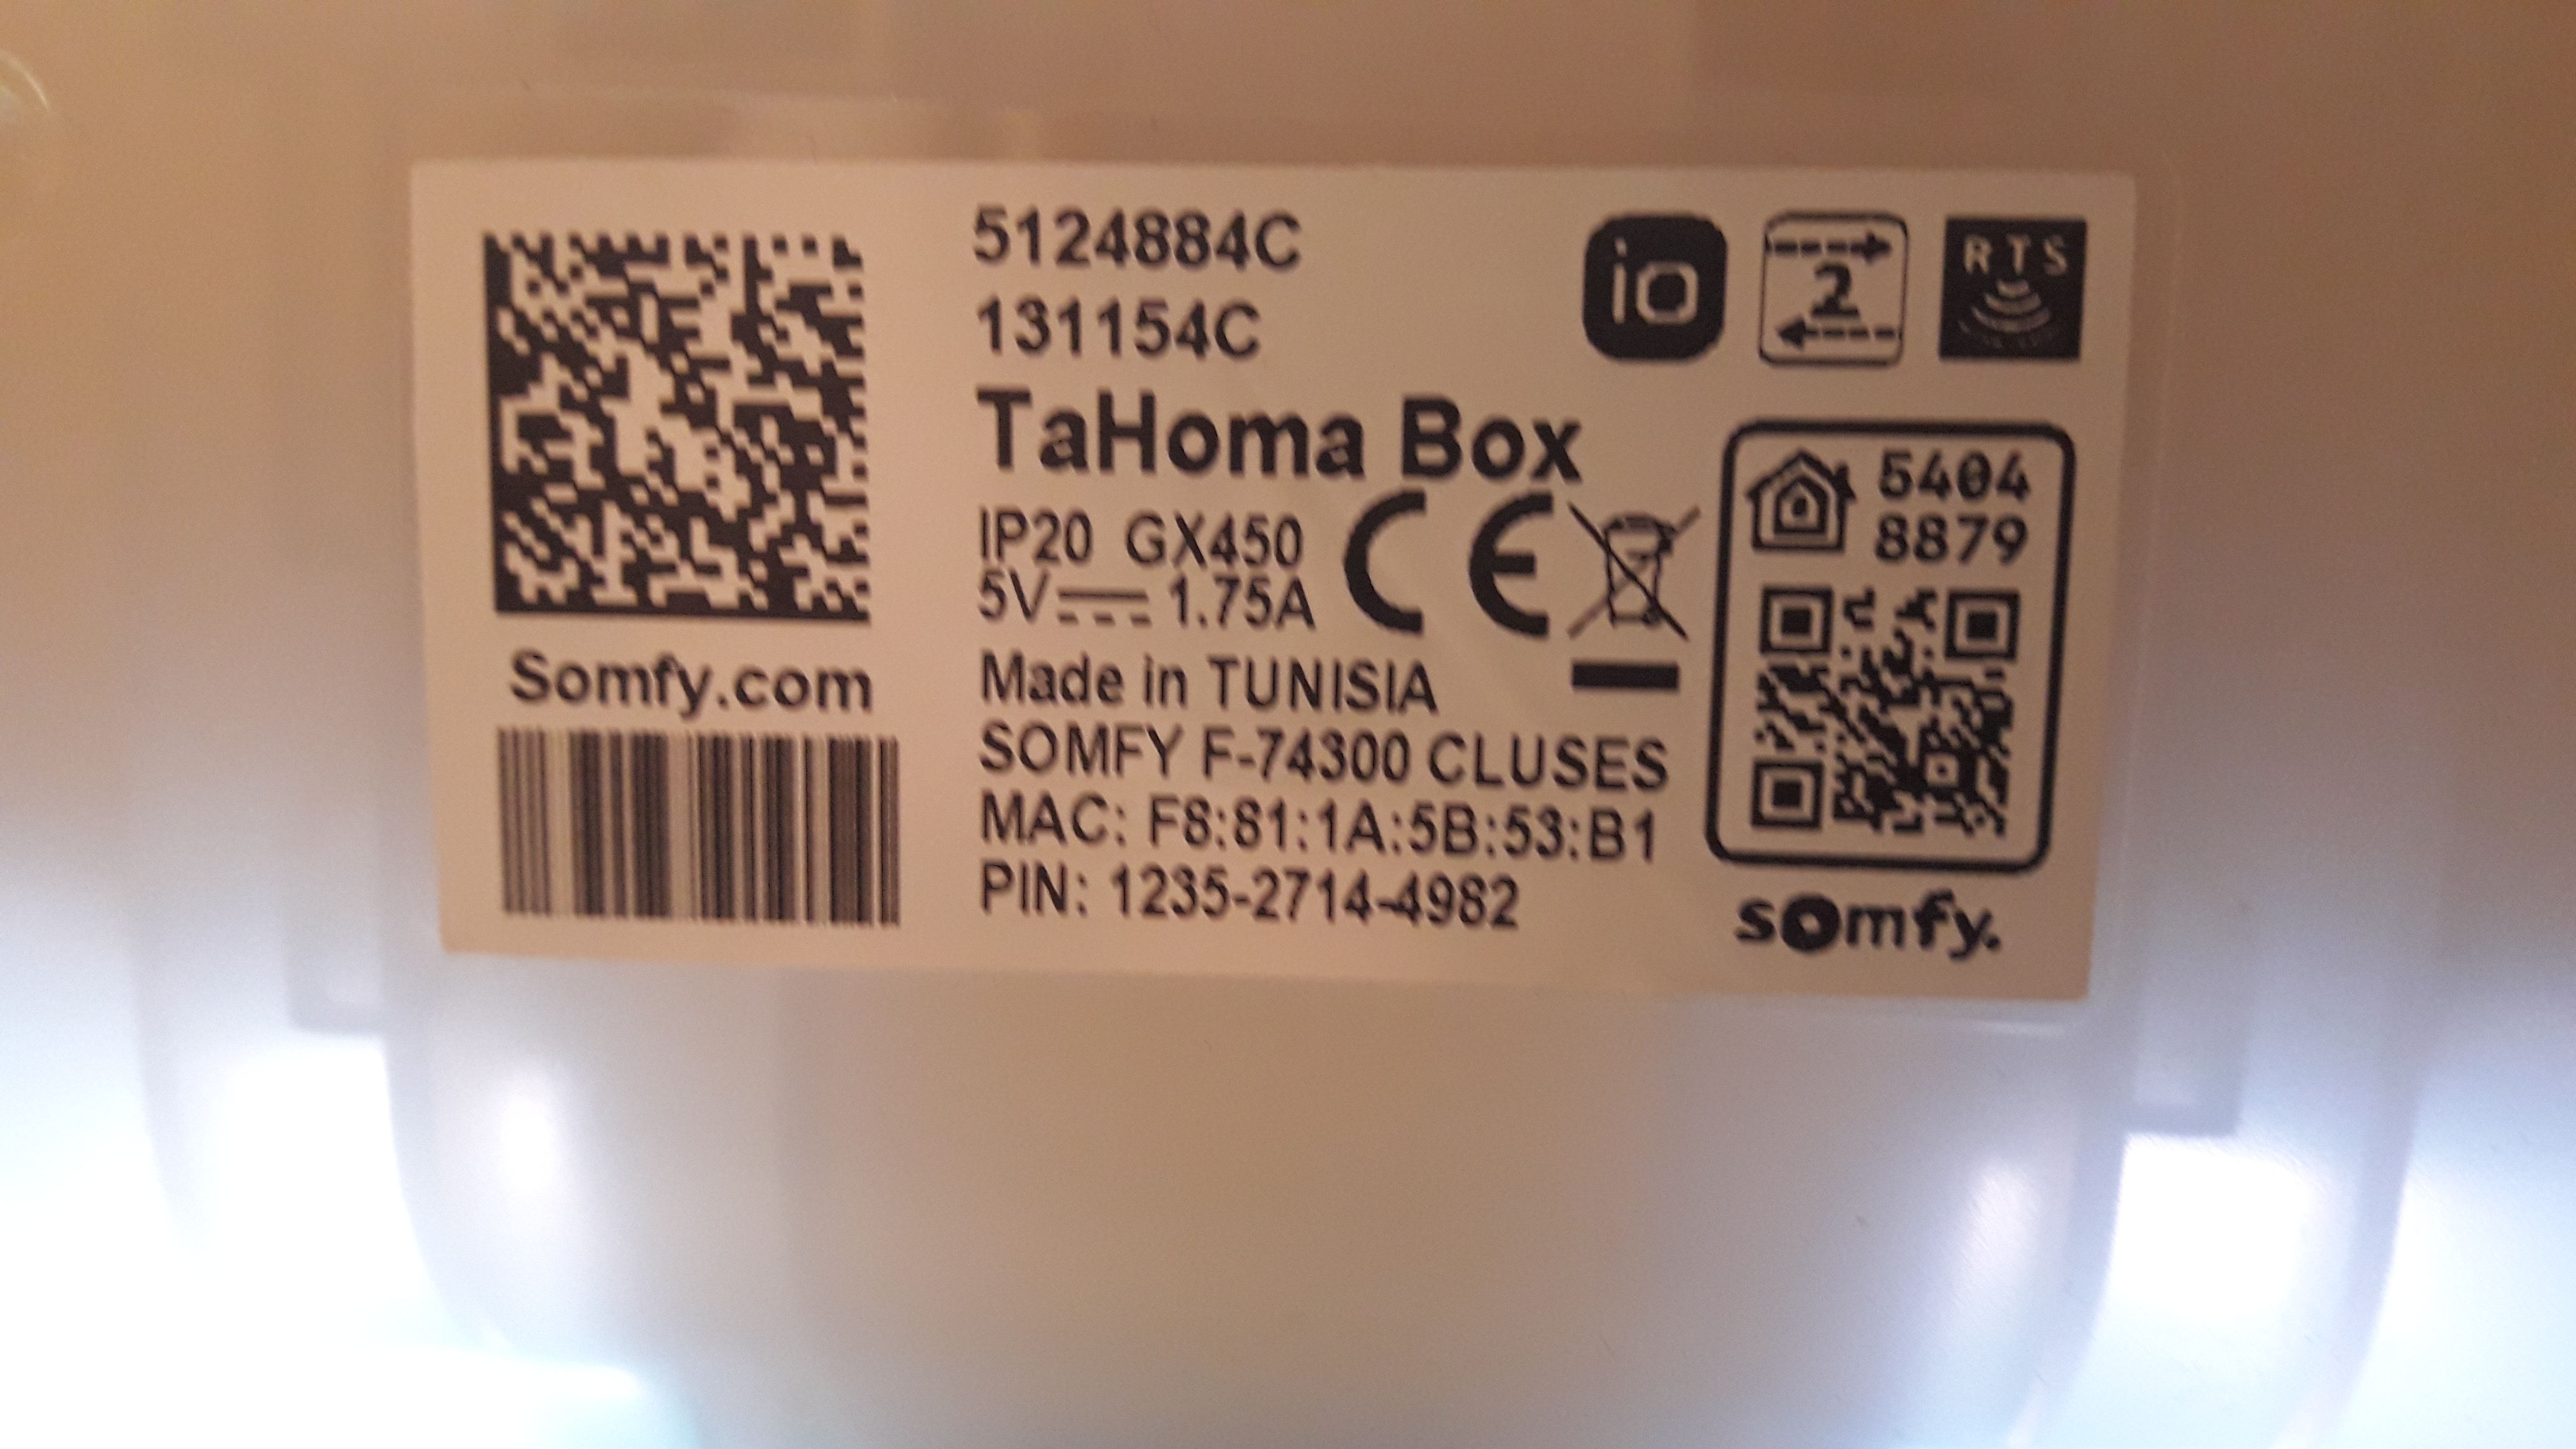 5124884C
131154C
TaHoma Box
IP20 GX450
5V 1.75A
CE
Made in TUNISIA
SOMFY F-74300 CLUSES
MAC: F8:81:1A:5B:53:B1
PIN: 1235-2714-4982
Somfy.com
io
2
RTS
5404
8879
somfy.